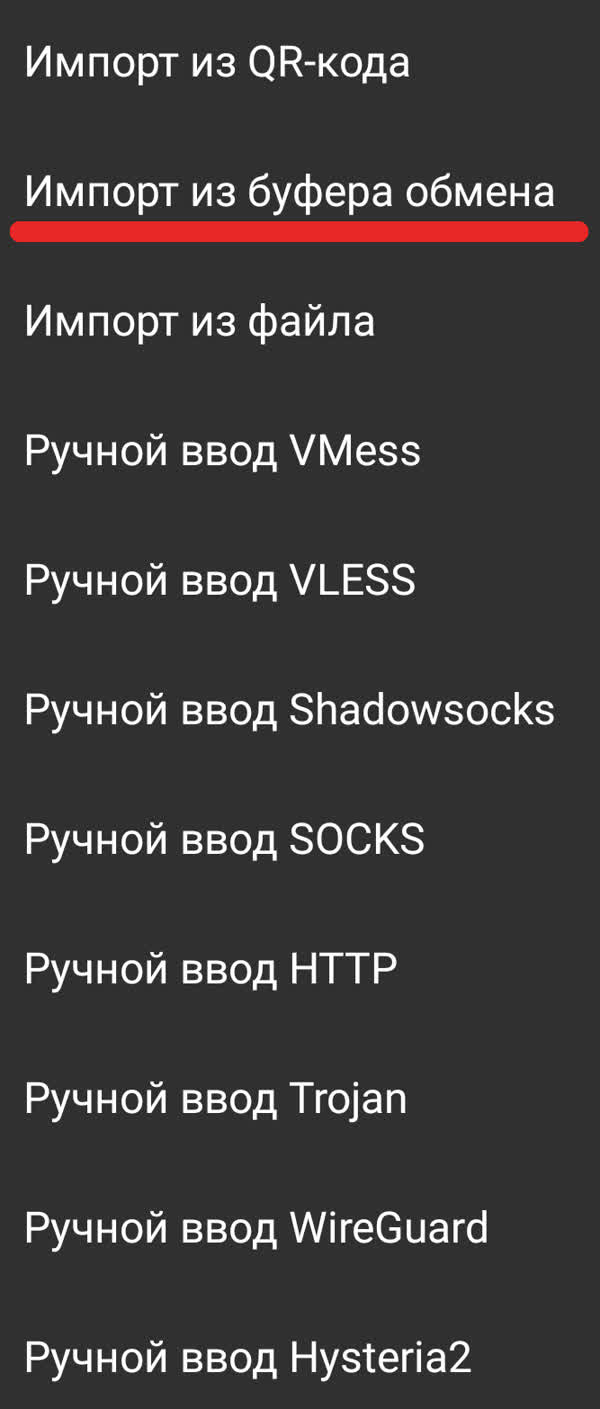 Импорт из QR-кода
Импорт из буфера обмена
Импорт из файла
Ручной ввод VMess
Ручной ввод VLESS
Ручной ввод Shadowsocks
Ручной ввод SOCKS
Ручной ввод HTTP
Ручной ввод Trojan
Ручной ввод WireGuard
Ручной ввод Hysteria2